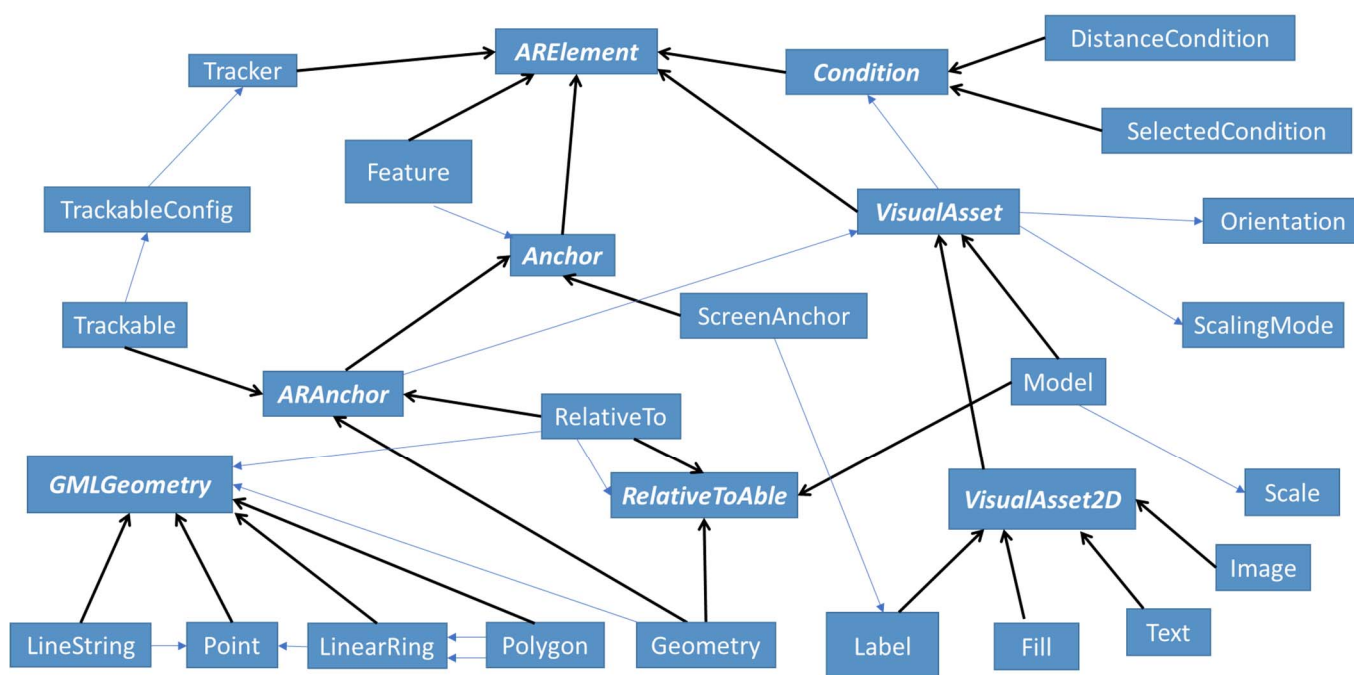 ARElement
DistanceCondition
Tracker
Condition
SelectedCondition
Feature
TrackableConfig
VisualAsset
Orientation
Anchor
Trackable
ScreenAnchor
ScalingMode
Model
ARAnchor
RelativeTo
GMLGeometry
RelativeToAble
VisualAsset2D
Scale
Image
LineString
Point
LinearRing
Polygon
Geometry
Label
Fill
Text